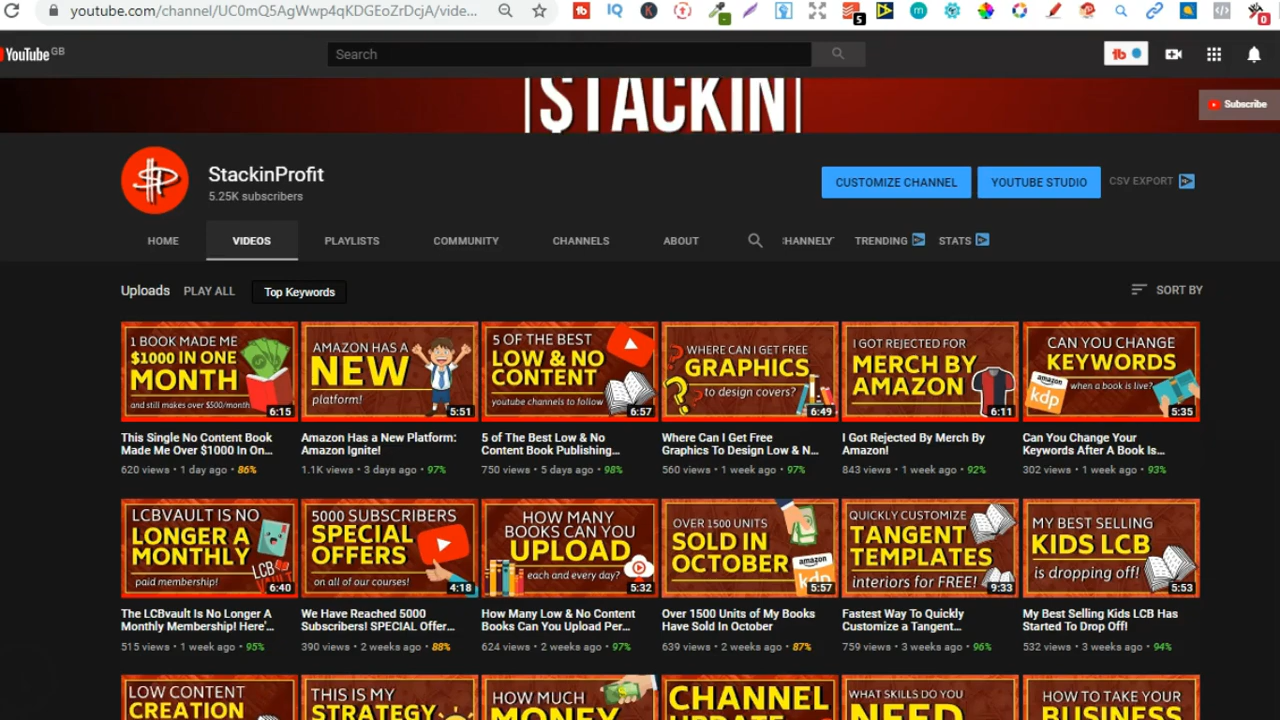 youtube.com/channel/UC0mQ5AgWwp4qKDGEoZrDcjA/vide...
5
0
YouTube GB
Search
tb
|$TACKIN|
Subscribe
StackinProfit
5.25K subscribers
CUSTOMIZE CHANNEL
YOUTUBE STUDIO
CSV EXPORT
HOME
VIDEOS
PLAYLISTS
COMMUNITY
CHANNELS
ABOUT
:HANNELY
TRENDING
STATS
Uploads
PLAY ALL
Top Keywords
SORT BY
1 BOOK MADE ME
$1000 IN ONE
MONTH
and still makes over $500/month
6:15
This Single No Content Book
Made Me Over $1000 In On...
620 views • 1 day ago • 86%
AMAZON HAS A
NEW
platform!
5:51
Amazon Has a New Platform:
Amazon Ignite!
1.1K views • 3 days ago • 97%
5 OF THE BEST
LOW & NO
CONTENT
youtube channels to follow
6:57
5 of The Best Low & No
Content Book Publishing...
750 views • 5 days ago • 98%
WHERE CAN I GET FREE
GRAPHICS
to design covers?
6:49
Where Can I Get Free
Graphics To Design Low & N...
560 views • 1 week ago • 97%
I GOT REJECTED FOR
MERCH BY
AMAZON
6:11
I Got Rejected By Merch By
Amazon!
843 views • 1 week ago • 92%
CAN YOU CHANGE
KEYWORDS
when a book is live?
amazon
kdp
5:35
Can You Change Your
Keywords After A Book Is...
302 views • 1 week ago • 93%
LCBVAULT IS NO
LONGER A
MONTHLY
paid membership!
LCB
6:40
The LCBvault Is No Longer A
Monthly Membership! Here'...
515 views • 1 week ago • 95%
5000 SUBSCRIBERS
SPECIAL
OFFERS
on all of our courses!
4:18
We Have Reached 5000
Subscribers! SPECIAL Offer...
390 views • 2 weeks ago • 88%
HOW MANY
BOOKS CAN YOU
UPLOAD
each and every day?
5:32
How Many Low & No Content
Books Can You Upload Per...
624 views • 2 weeks ago • 97%
OVER 1500 UNITS
SOLD IN
OCTOBER
amazon
kdp
5:57
Over 1500 Units of My Books
Have Sold In October
639 views • 2 weeks ago • 87%
QUICKLY CUSTOMIZE
TANGENT
TEMPLATES
interiors for FREE!
9:33
Fastest Way To Quickly
Customize a Tangent...
759 views • 3 weeks ago • 96%
MY BEST SELLING
KIDS LCB
is dropping off!
5:53
My Best Selling Kids LCB Has
Started To Drop Off!
532 views • 3 weeks ago • 94%
LOW CONTENT
CREATION
THIS IS MY
STRATEGY
HOW MUCH
MONEY
CHANNEL
UPDATE
WHAT SKILLS DO YOU
NEED
HOW TO TAKE YOUR
BUSINESS